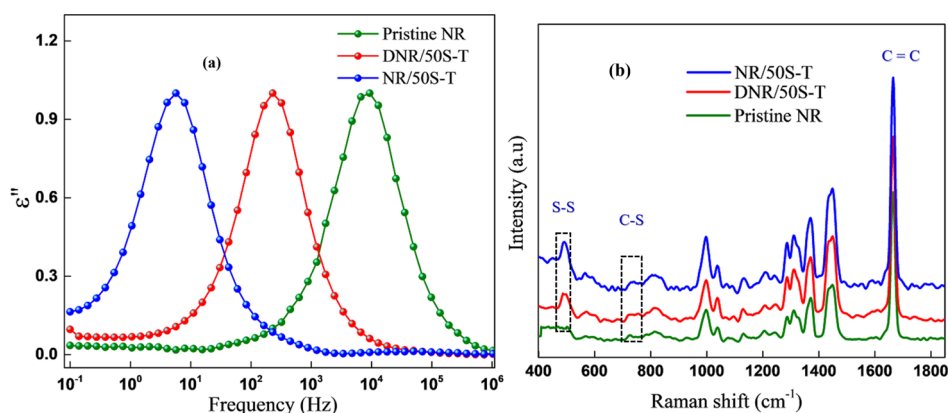 (a)
Pristine NR
DNR/50S-T
NR/50S-T
1.2
0.9
0.6
0.3
0.0
ε''
10⁻¹ 10⁰ 10¹ 10² 10³ 10⁴ 10⁵ 10⁶
Frequency (Hz)
(b)
NR/50S-T
DNR/50S-T
Pristine NR
C = C
S-S
C-S
Intensity (a.u)
400 600 800 1000 1200 1400 1600 1800
Raman shift (cm⁻¹)